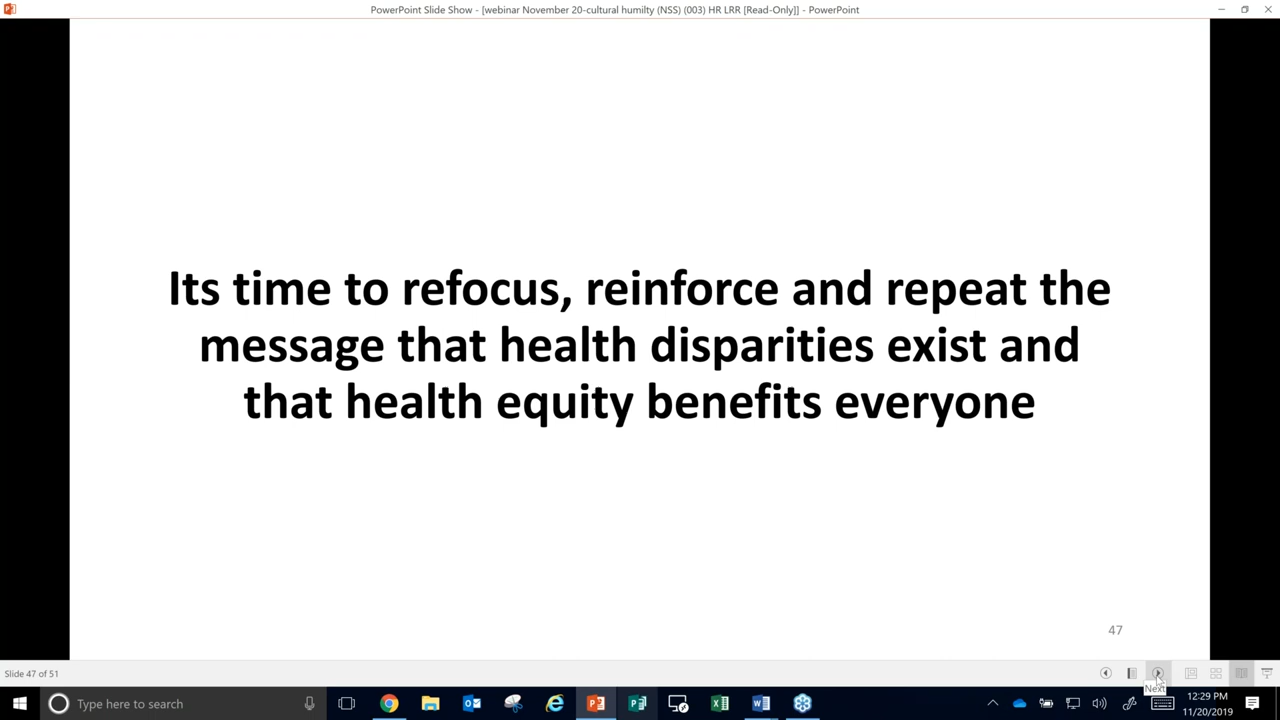 PowerPoint Slide Show - [webinar November 20-cultural humilty (NSS) (003) HR LRR [Read-Only]] - PowerPoint
Its time to refocus, reinforce and repeat the
message that health disparities exist and
that health equity benefits everyone
47
Slide 47 of 51
Next
Type here to search
12:29 PM
11/20/2019